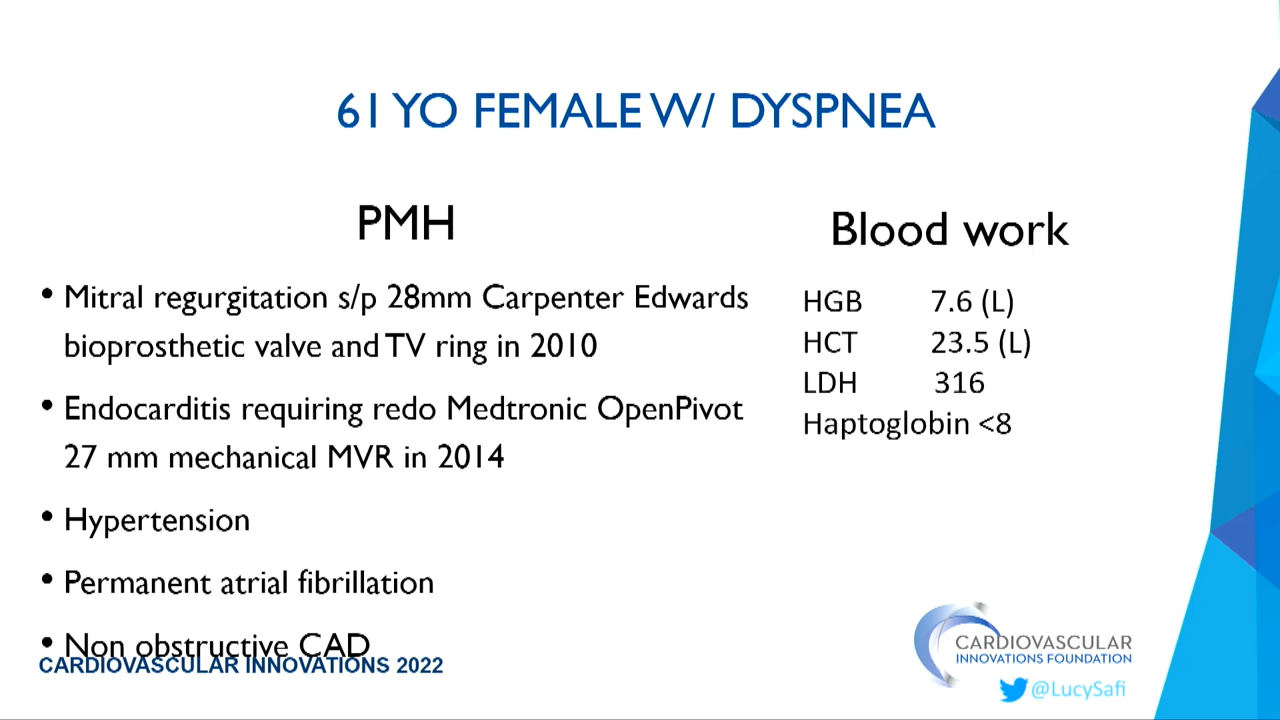 61 YO FEMALE W/ DYSPNEA
PMH
• Mitral regurgitation s/p 28mm Carpenter Edwards
bioprosthetic valve and TV ring in 2010
• Endocarditis requiring redo Medtronic OpenPivot
27 mm mechanical MVR in 2014
• Hypertension
• Permanent atrial fibrillation
• Non obstructive CAD
Blood work
HGB 7.6 (L)
HCT 23.5 (L)
LDH 316
Haptoglobin <8
CARDIOVASCULAR INNOVATIONS 2022
CARDIOVASCULAR
INNOVATIONS FOUNDATION
@LucySafi